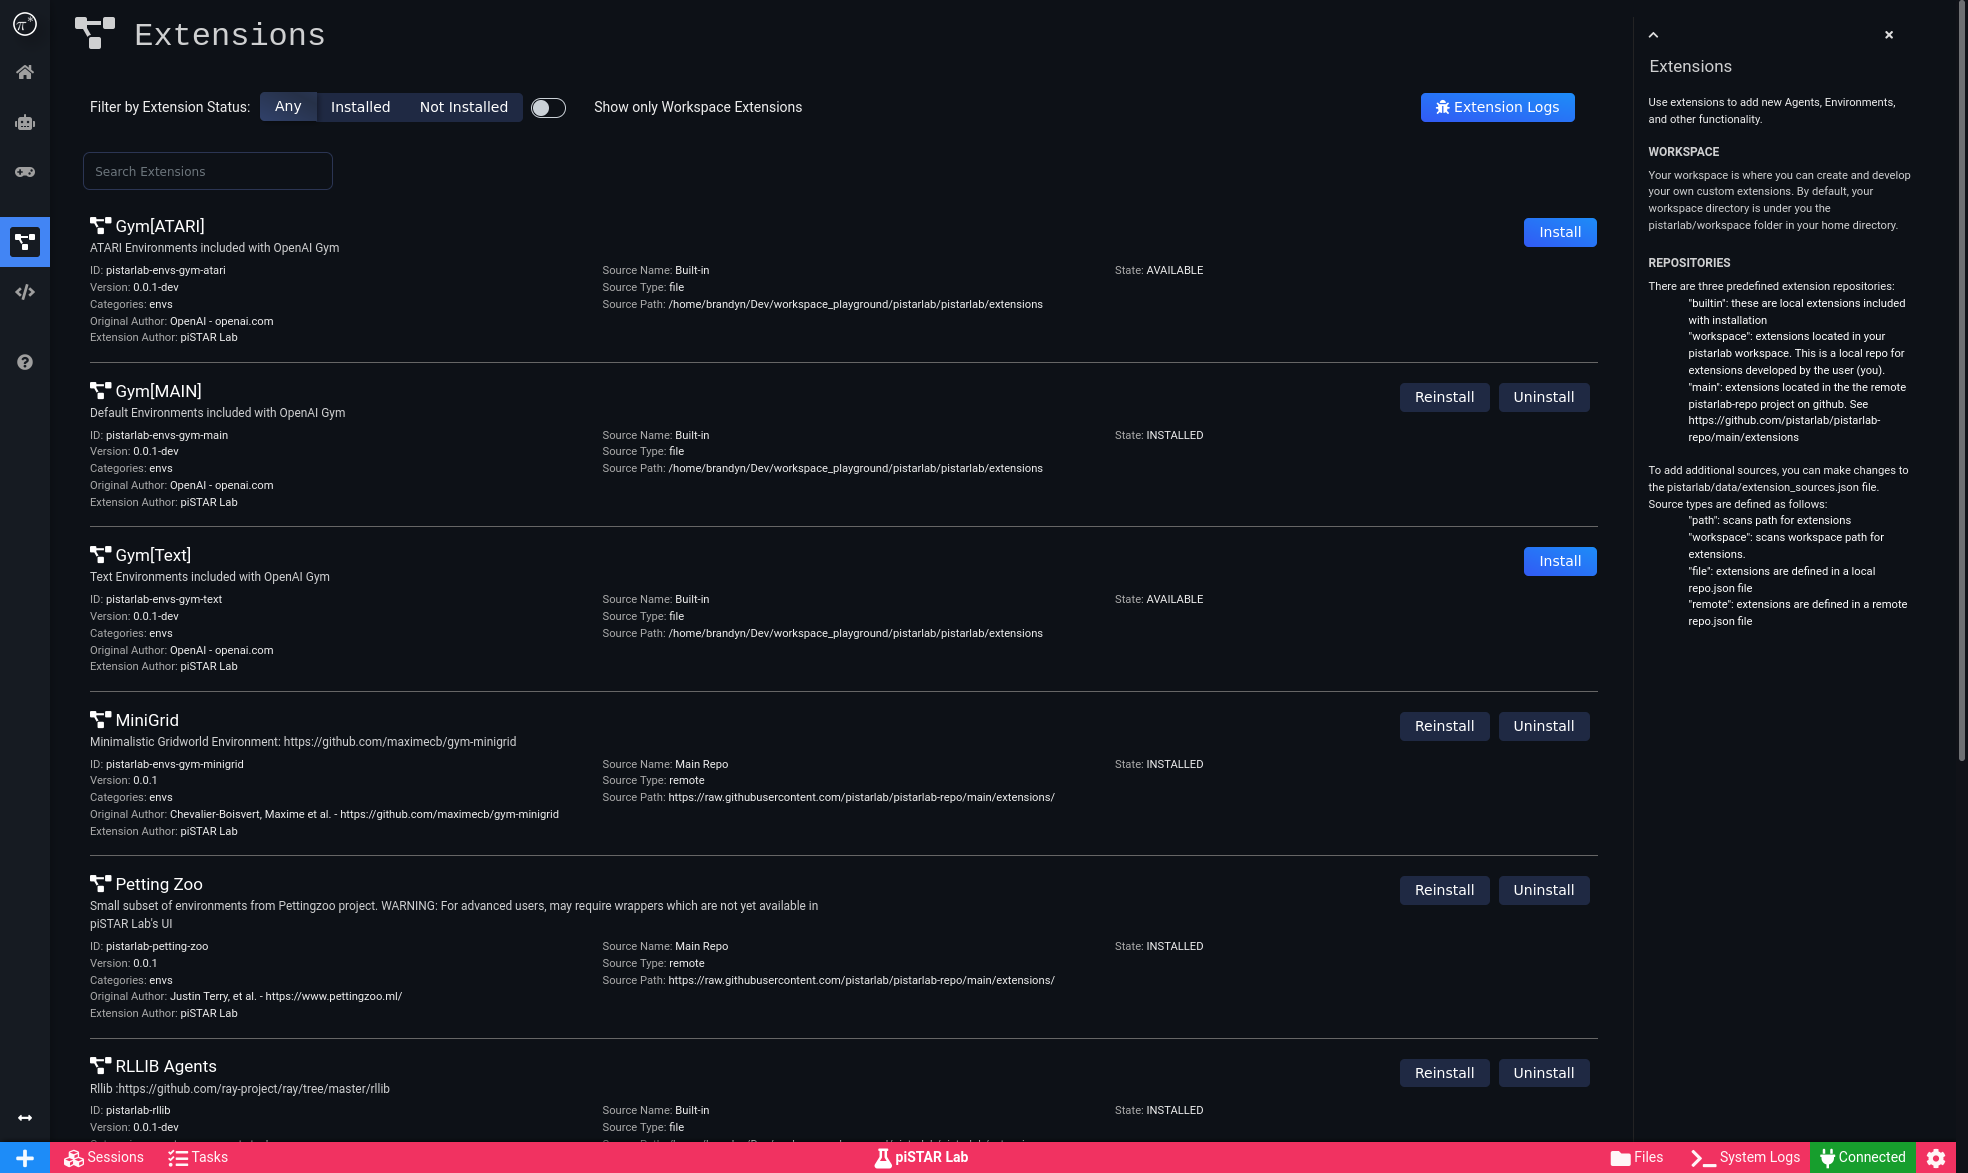 π*
Extensions
Filter by Extension Status:
Any
Installed
Not Installed
Show only Workspace Extensions
Extension Logs
Search Extensions
Gym[ATARI]
ATARI Environments included with OpenAI Gym
Install
ID: pistarlab-envs-gym-atari
Version: 0.0.1-dev
Categories: envs
Original Author: OpenAI - openai.com
Extension Author: piSTAR Lab
Source Name: Built-in
Source Type: file
Source Path: /home/brandyn/Dev/workspace_playground/pistarlab/pistarlab/extensions
State: AVAILABLE
Gym[MAIN]
Default Environments included with OpenAI Gym
Reinstall
Uninstall
ID: pistarlab-envs-gym-main
Version: 0.0.1-dev
Categories: envs
Original Author: OpenAI - openai.com
Extension Author: piSTAR Lab
Source Name: Built-in
Source Type: file
Source Path: /home/brandyn/Dev/workspace_playground/pistarlab/pistarlab/extensions
State: INSTALLED
Gym[Text]
Text Environments included with OpenAI Gym
Install
ID: pistarlab-envs-gym-text
Version: 0.0.1-dev
Categories: envs
Original Author: OpenAI - openai.com
Extension Author: piSTAR Lab
Source Name: Built-in
Source Type: file
Source Path: /home/brandyn/Dev/workspace_playground/pistarlab/pistarlab/extensions
State: AVAILABLE
MiniGrid
Minimalistic Gridworld Environment: https://github.com/maximecb/gym-minigrid
Reinstall
Uninstall
ID: pistarlab-envs-gym-minigrid
Version: 0.0.1
Categories: envs
Original Author: Chevalier-Boisvert, Maxime et al. - https://github.com/maximecb/gym-minigrid
Extension Author: piSTAR Lab
Source Name: Main Repo
Source Type: remote
Source Path: https://raw.githubusercontent.com/pistarlab/pistarlab-repo/main/extensions/
State: INSTALLED
Petting Zoo
Small subset of environments from Pettingzoo project. WARNING: For advanced users, may require wrappers which are not yet available in
piSTAR Lab's UI
Reinstall
Uninstall
ID: pistarlab-petting-zoo
Version: 0.0.1
Categories: envs
Original Author: Justin Terry, et al. - https://www.pettingzoo.ml/
Extension Author: piSTAR Lab
Source Name: Main Repo
Source Type: remote
Source Path: https://raw.githubusercontent.com/pistarlab/pistarlab-repo/main/extensions/
State: INSTALLED
RLLIB Agents
Rllib :https://github.com/ray-project/ray/tree/master/rllib
Reinstall
Uninstall
ID: pistarlab-rllib
Version: 0.0.1-dev
Source Name: Built-in
Source Type: file
State: INSTALLED
Extensions
Use extensions to add new Agents, Environments,
and other functionality.
WORKSPACE
Your workspace is where you can create and develop
your own custom extensions. By default, your
workspace directory is under you the
pistarlab/workspace folder in your home directory.
REPOSITORIES
There are three predefined extension repositories:
"builtin": these are local extensions included
with installation
"workspace": extensions located in your
pistarlab workspace. This is a local repo for
extensions developed by the user (you).
"main": extensions located in the the remote
pistarlab-repo project on github. See
https://github.com/pistarlab/pistarlab-
repo/main/extensions
To add additional sources, you can make changes to
the pistarlab/data/extension_sources.json file.
Source types are defined as follows:
"path": scans path for extensions
"workspace": scans workspace path for
extensions.
"file": extensions are defined in a local
repo.json file
"remote": extensions are defined in a remote
repo.json file
Sessions
Tasks
piSTAR Lab
Files
System Logs
Connected